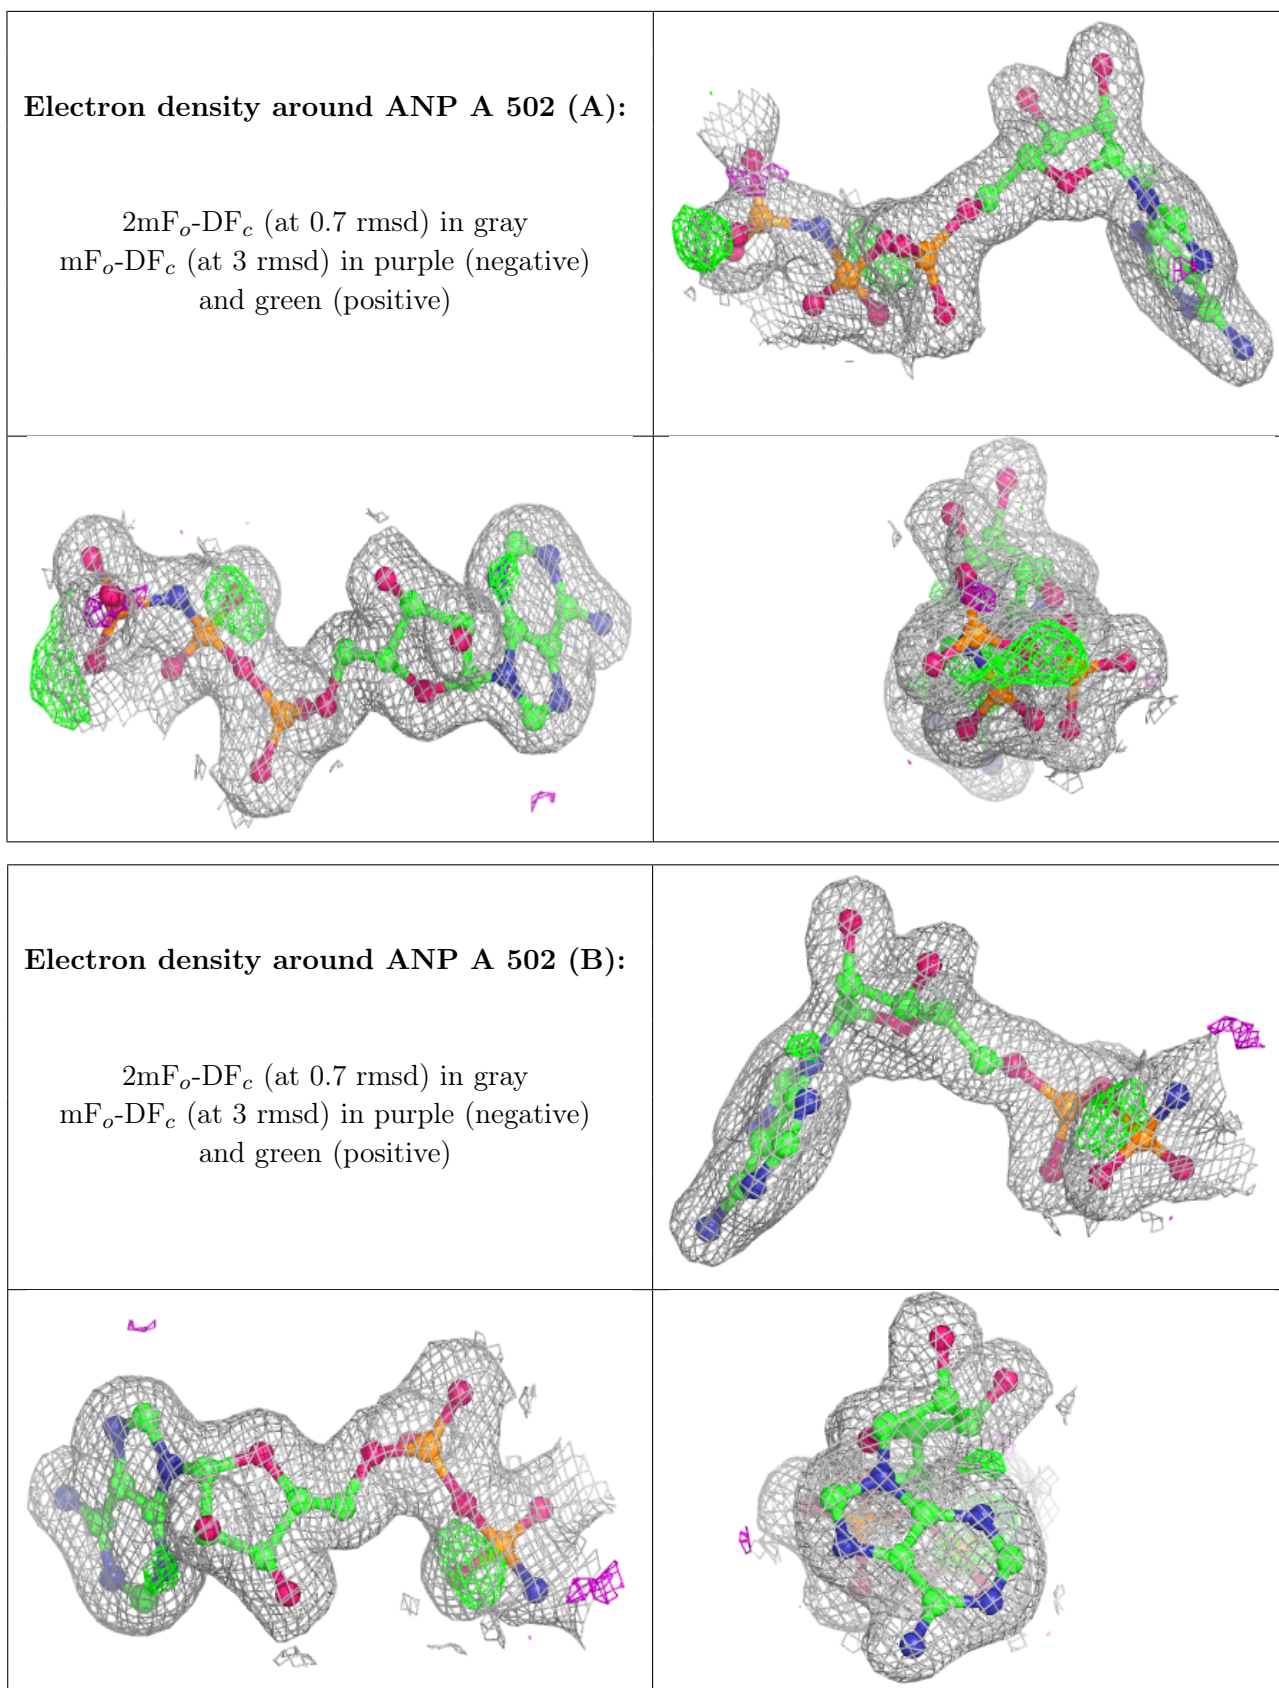 Electron density around ANP A 502 (A):
2mFo-DFc (at 0.7 rmsd) in gray
mFo-DFc (at 3 rmsd) in purple (negative)
and green (positive)
Electron density around ANP A 502 (B):
2mFo-DFc (at 0.7 rmsd) in gray
mFo-DFc (at 3 rmsd) in purple (negative)
and green (positive)